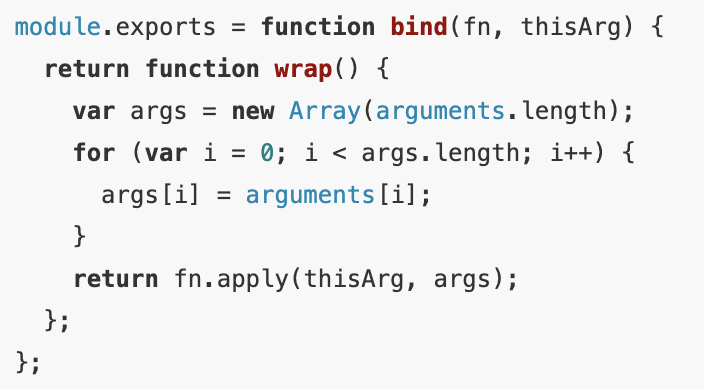 module.exports = function bind(fn, thisArg) {
  return function wrap() {
    var args = new Array(arguments.length);
    for (var i = 0; i < args.length; i++) {
      args[i] = arguments[i];
    }
    return fn.apply(thisArg, args);
  };
};